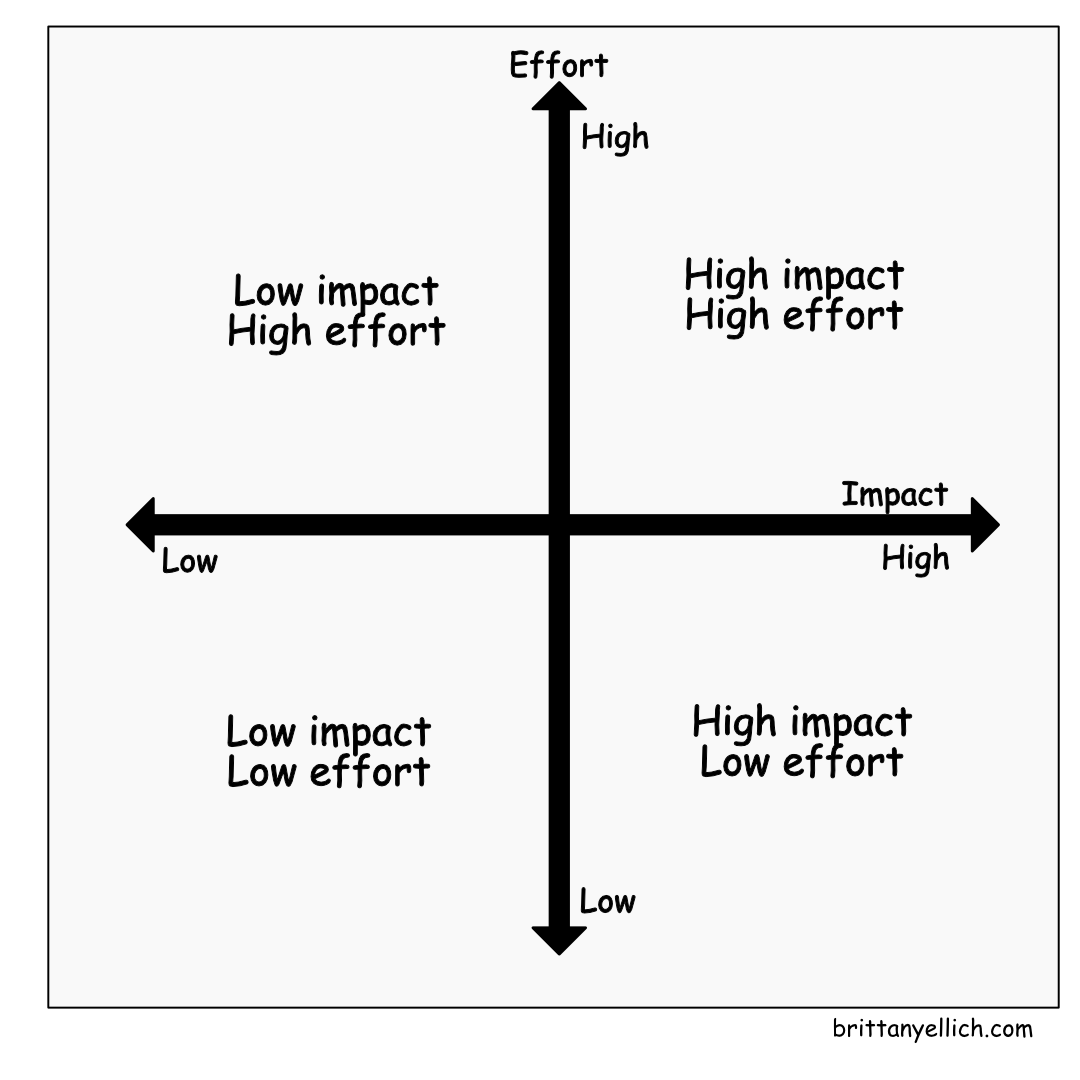 Effort
High
Low impact
High effort
High impact
High effort
Impact
Low
High
Low impact
Low effort
High impact
Low effort
Low
brittanyellich.com